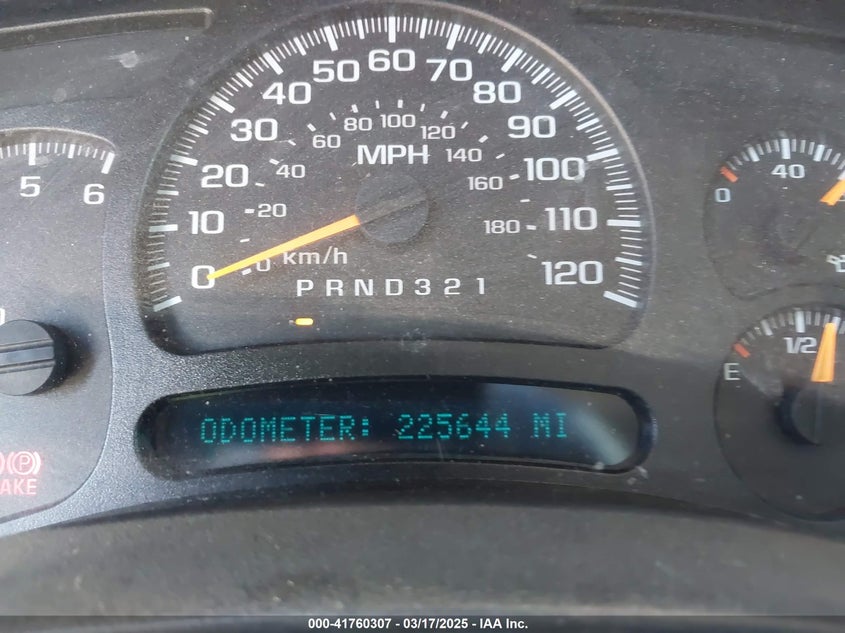 5 6
0 10 20 30 40 50 60 70 80 90 100 110 120
0 20 40 60 80 100 120 140 160 180
MPH
km/h
PRND321
0 40
E 1/2
ODOMETER: 225644 MI
(P)
AKE
000-41760307 - 03/17/2025 - IAA Inc.